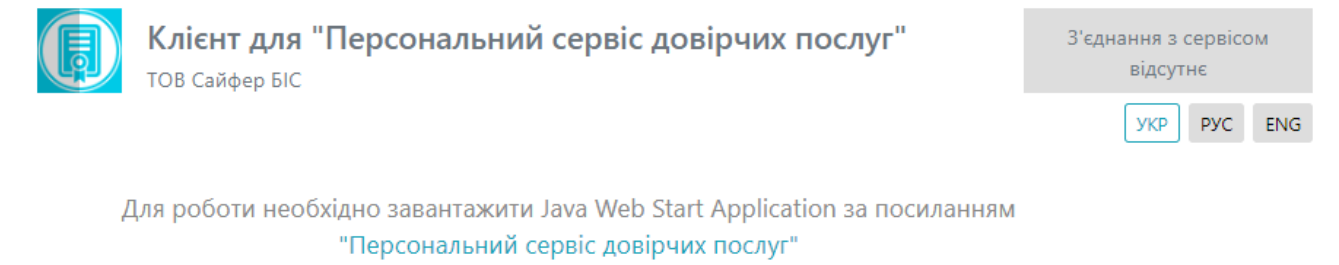 Клієнт для "Персональний сервіс довірчих послуг"
ТОВ Сайфер БІС
З'єднання з сервісом
відсутнє
УКР РУС ENG
Для роботи необхідно завантажити Java Web Start Application за посиланням
"Персональний сервіс довірчих послуг"